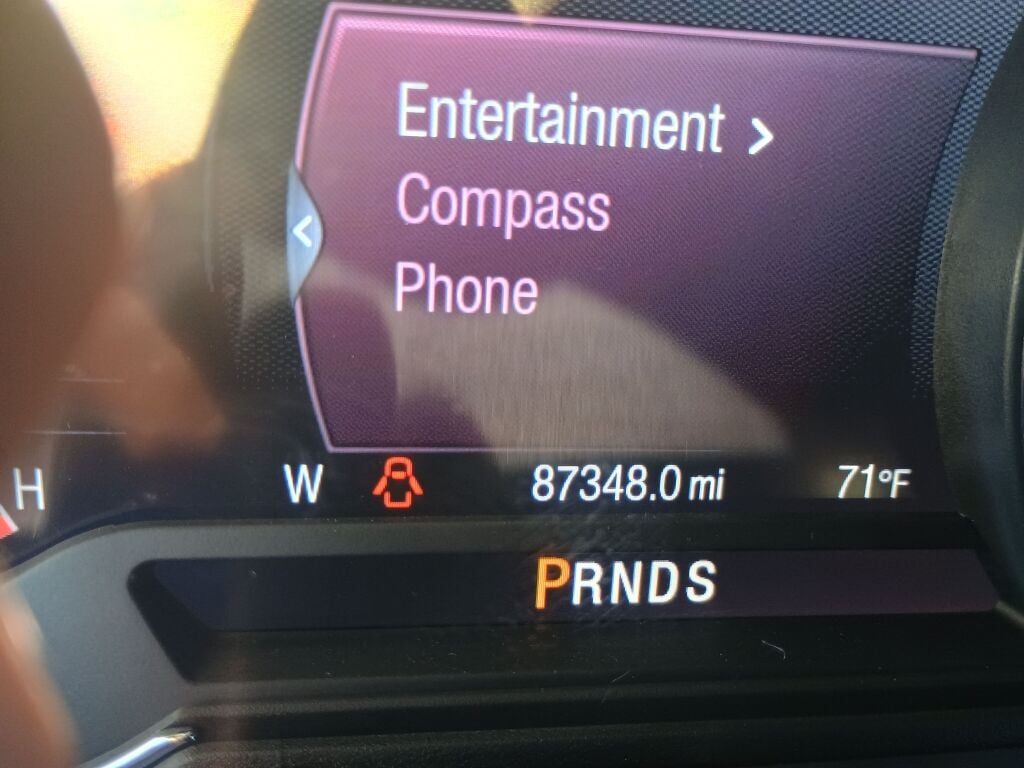 Entertainment >
Compass
Phone
<
H
W
87348.0 mi
71°F
PRNDS